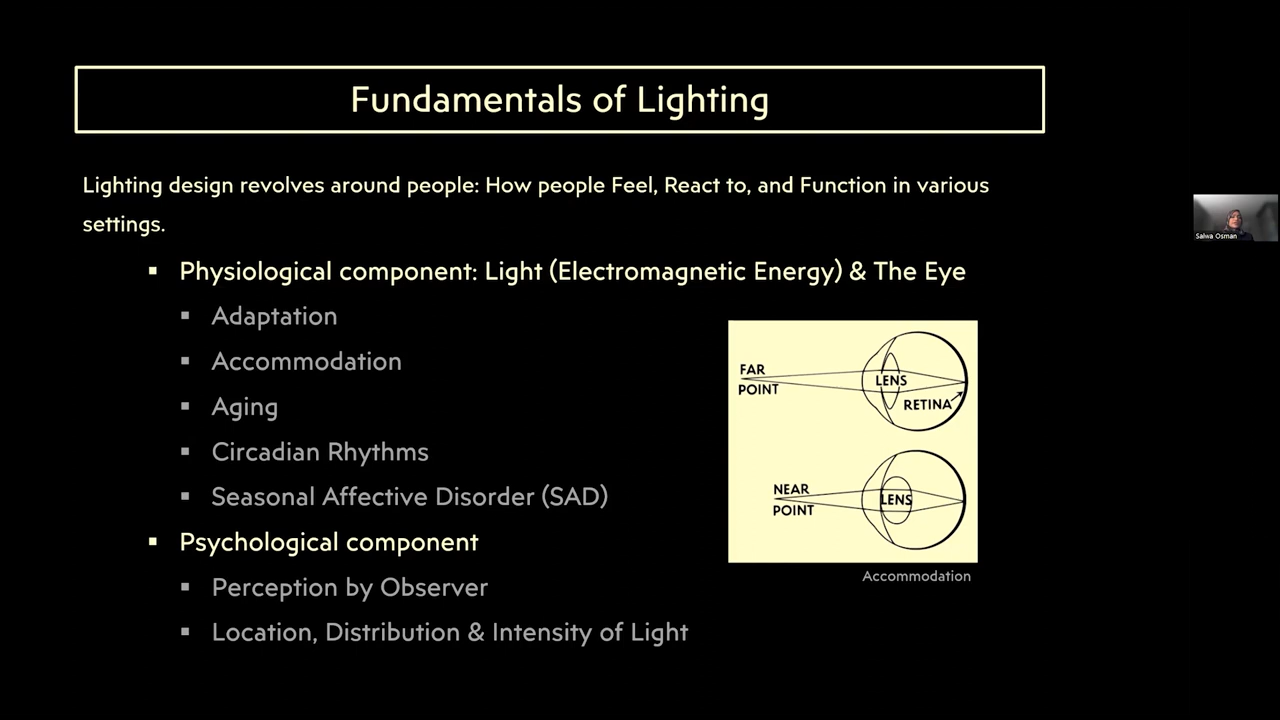 Fundamentals of Lighting
Lighting design revolves around people: How people Feel, React to, and Function in various
settings.
▪ Physiological component: Light (Electromagnetic Energy) & The Eye
▪ Adaptation
▪ Accommodation
▪ Aging
▪ Circadian Rhythms
▪ Seasonal Affective Disorder (SAD)
▪ Psychological component
▪ Perception by Observer
▪ Location, Distribution & Intensity of Light
FAR
POINT
LENS
RETINA
NEAR
POINT
LENS
Accommodation
Salwa Osman